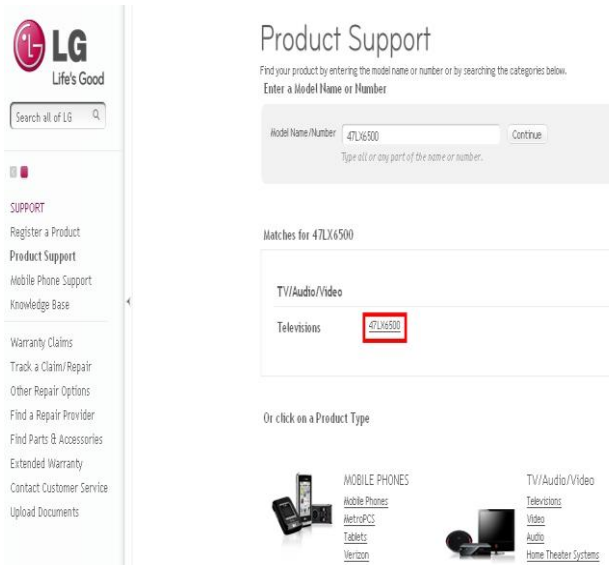 LG
Life's Good
Search all of LG
SUPPORT
Register a Product
Product Support
Mobile Phone Support
Knowledge Base
Warranty Claims
Track a Claim/Repair
Other Repair Options
Find a Repair Provider
Find Parts & Accessories
Extended Warranty
Contact Customer Service
Upload Documents
Product Support
Find your product by entering the model name or number or by searching the categories below.
Enter a Model Name or Number
Model Name/Number 47LX6500 Continue
Type all or any part of the name or number.
Matches for 47LX6500
TV/Audio/Video
Televisions 47LX6500
Or click on a Product Type
MOBILE PHONES
Mobile Phones
MetroPCS
Tablets
Verizon
TV/Audio/Video
Televisions
Video
Audio
Home Theater Systems